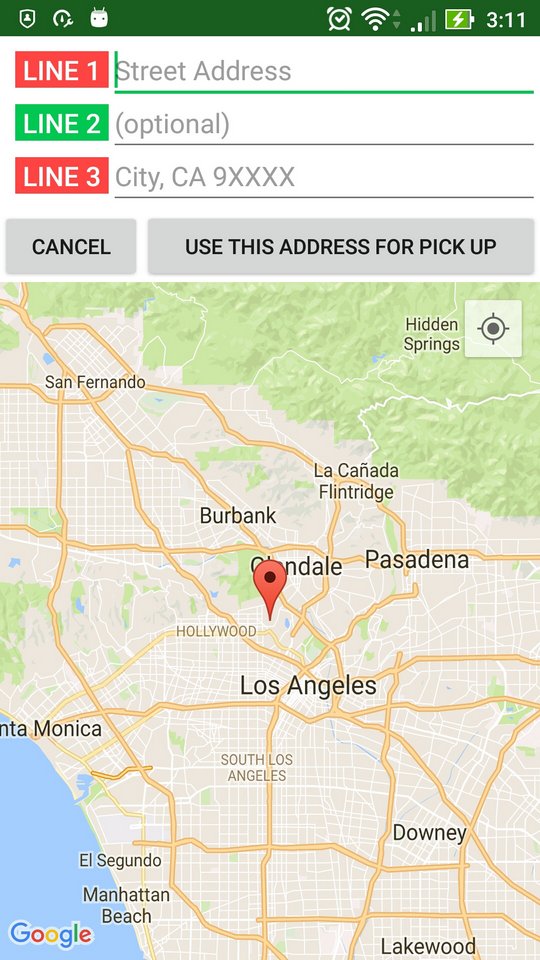 3:11
LINE 1 Street Address
LINE 2 (optional)
LINE 3 City, CA 9XXXX
CANCEL USE THIS ADDRESS FOR PICK UP
Hidden
Springs
San Fernando
La Cañada
Flintridge
Burbank
Glendale
Pasadena
HOLLYWOOD
Los Angeles
nta Monica
SOUTH LOS
ANGELES
Downey
El Segundo
Manhattan
Beach
Google
Lakewood